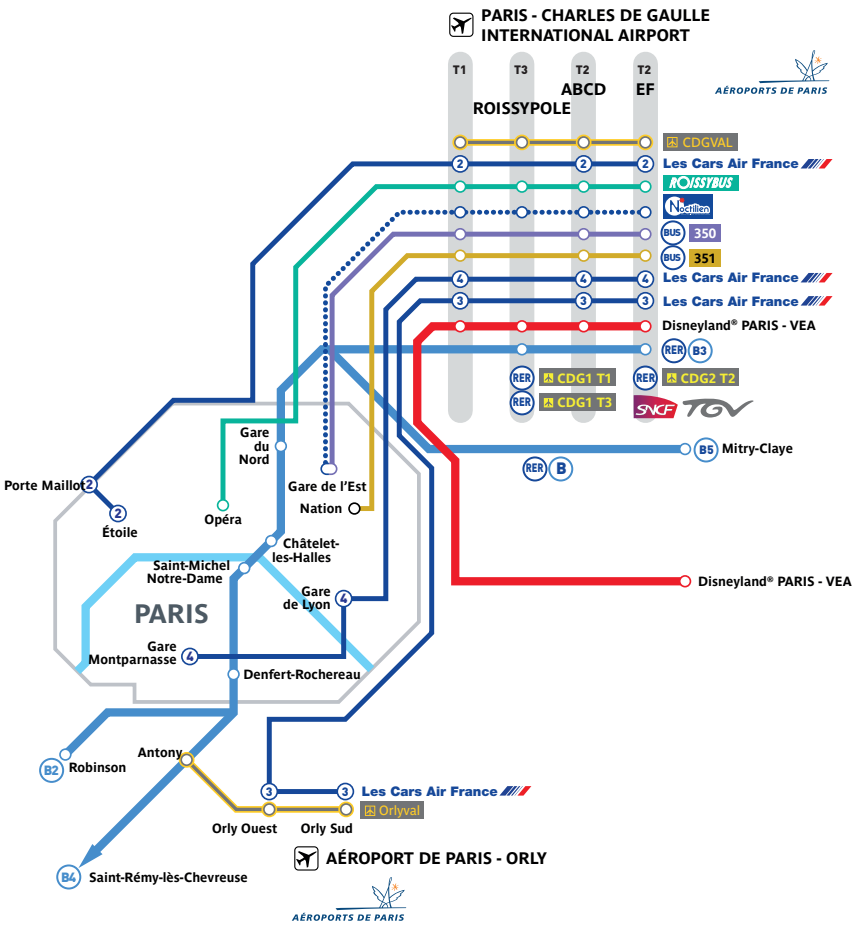 PARIS - CHARLES DE GAULLE
INTERNATIONAL AIRPORT
T1
T3
T2
T2
ABCD
EF
ROISSYPOLE
AÉROPORTS DE PARIS
CDGVAL
2
2
2
Les Cars Air France
ROISSYBUS
Noctilien
BUS 350
BUS 351
4
4
4
Les Cars Air France
3
3
3
Les Cars Air France
Disneyland® PARIS - VEA
RER B3
RER CDG1 T1
RER CDG2 T2
RER CDG1 T3
SNCF TGV
Gare
du
Nord
B5 Mitry-Claye
RER B
Porte Maillot 2
Gare de l'Est
2
Étoile
Opéra
Nation
Châtelet-
les-Halles
Saint-Michel
Notre-Dame
Disneyland® PARIS - VEA
Gare
de Lyon
4
PARIS
Gare
Montparnasse
4
Denfert-Rochereau
Antony
B2 Robinson
3
3
Les Cars Air France
Orlyval
Orly Ouest
Orly Sud
AÉROPORT DE PARIS - ORLY
B4 Saint-Rémy-lès-Chevreuse
AÉROPORTS DE PARIS